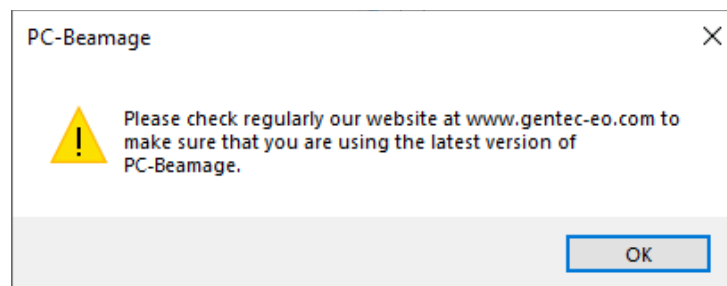 PC-Beamage
Please check regularly our website at www.gentec-eo.com to
make sure that you are using the latest version of
PC-Beamage.
OK